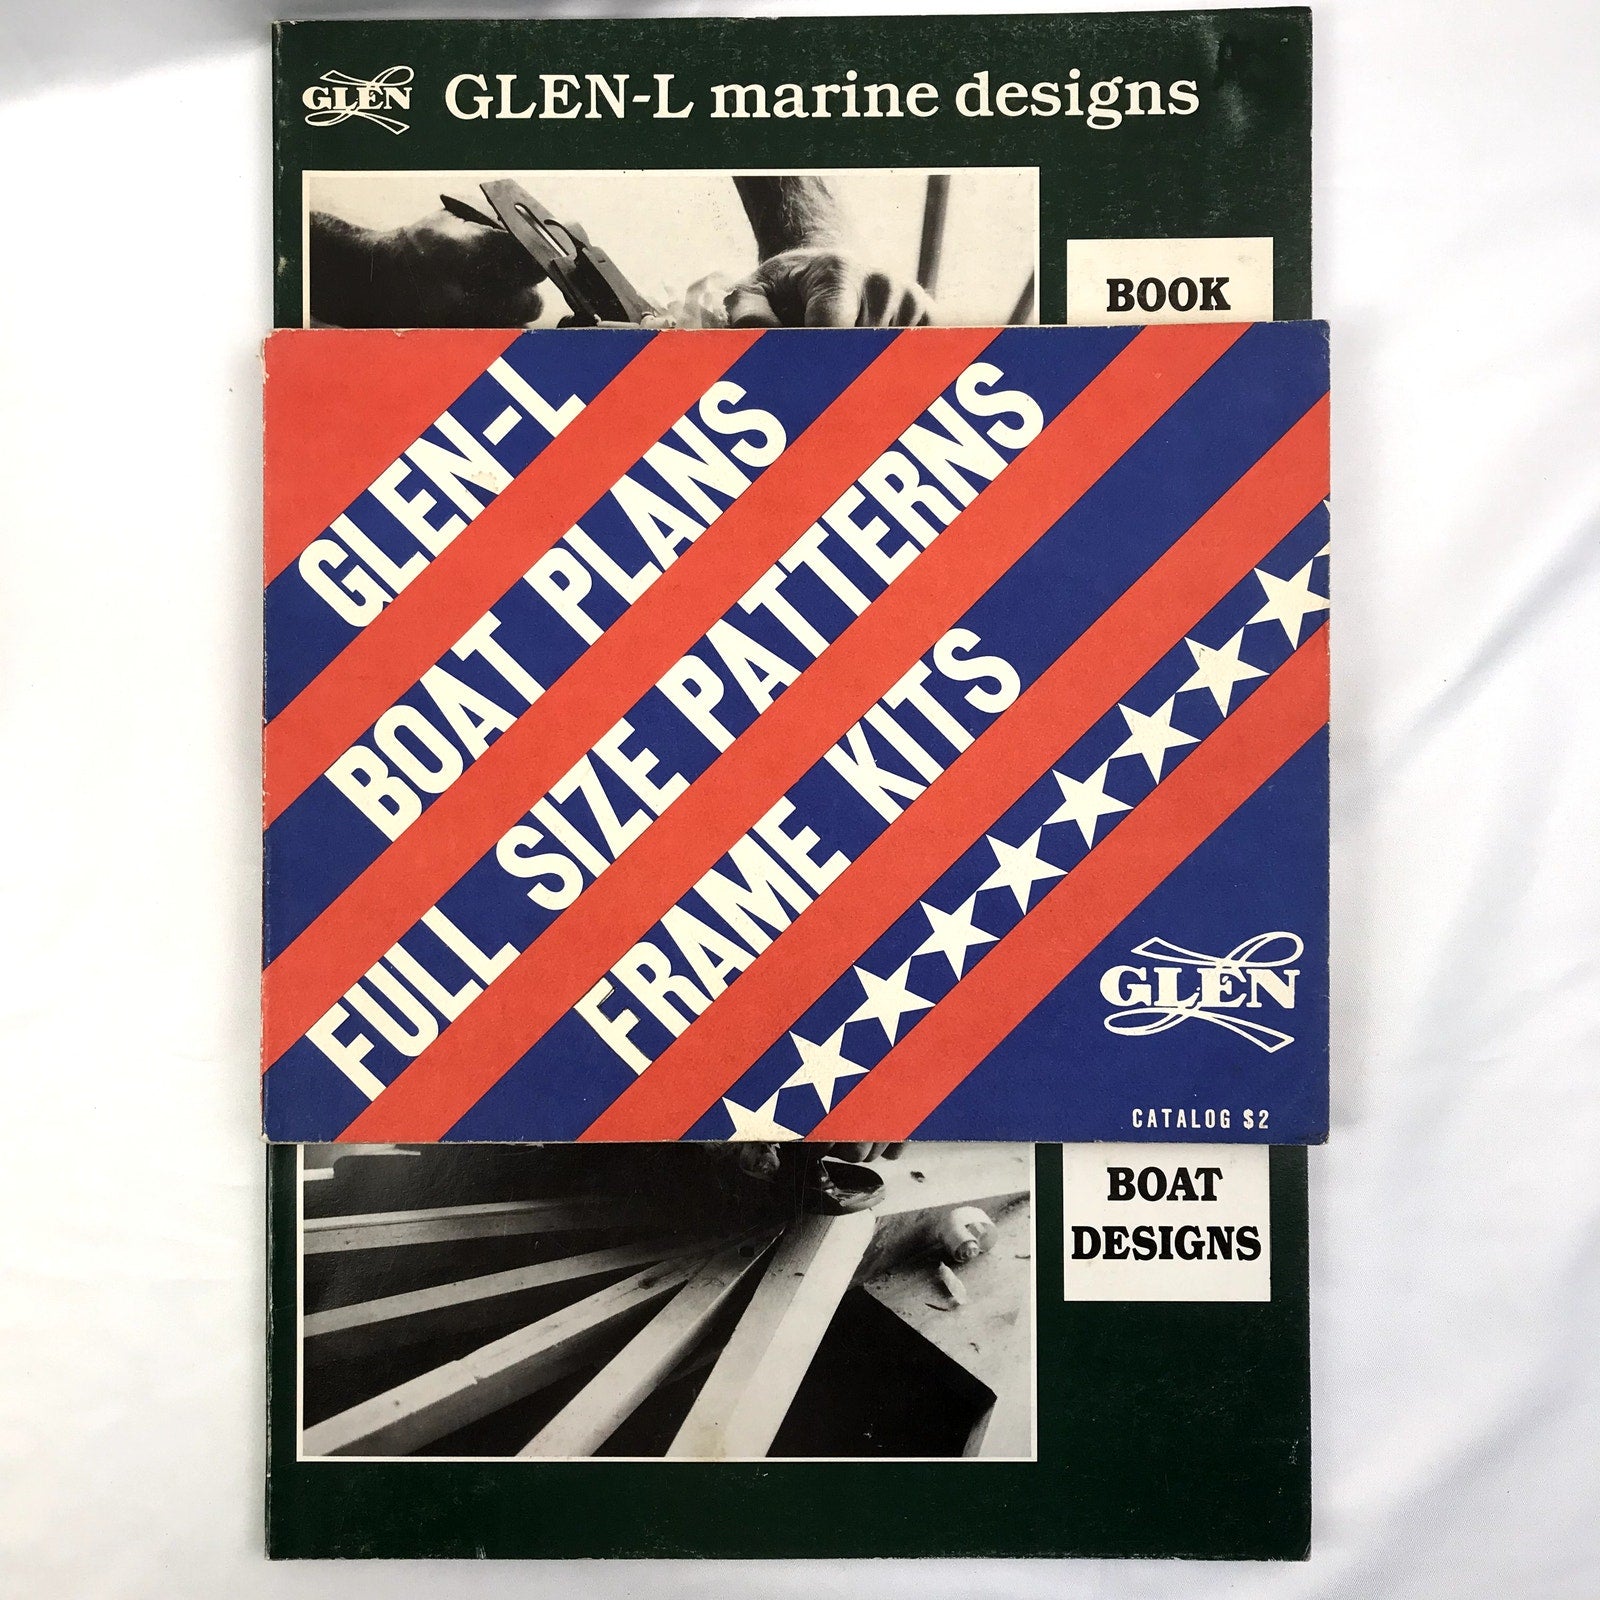 GLEN L
GLEN-L marine designs
BOOK
GLEN-L
BOAT PLANS
FULL SIZE PATTERNS
FRAME KITS
GLEN L
CATALOG $2
BOAT
DESIGNS